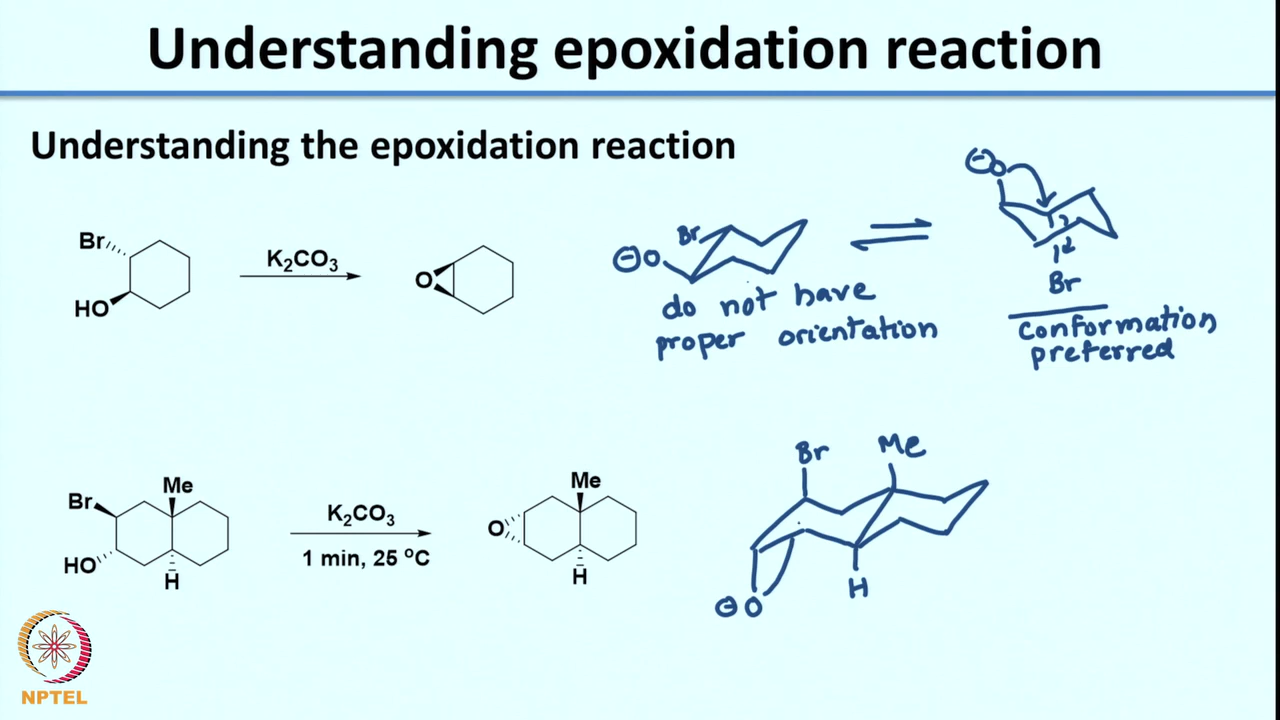 Understanding epoxidation reaction
Understanding the epoxidation reaction
Br
HO
K2CO3
O
Br
⊖O
do not have
proper orientation
⊖O
Br
conformation
preferred
Br
Me
HO
H
K2CO3
1 min, 25 ºC
Me
O
H
Br
Me
⊖O
H
NPTEL